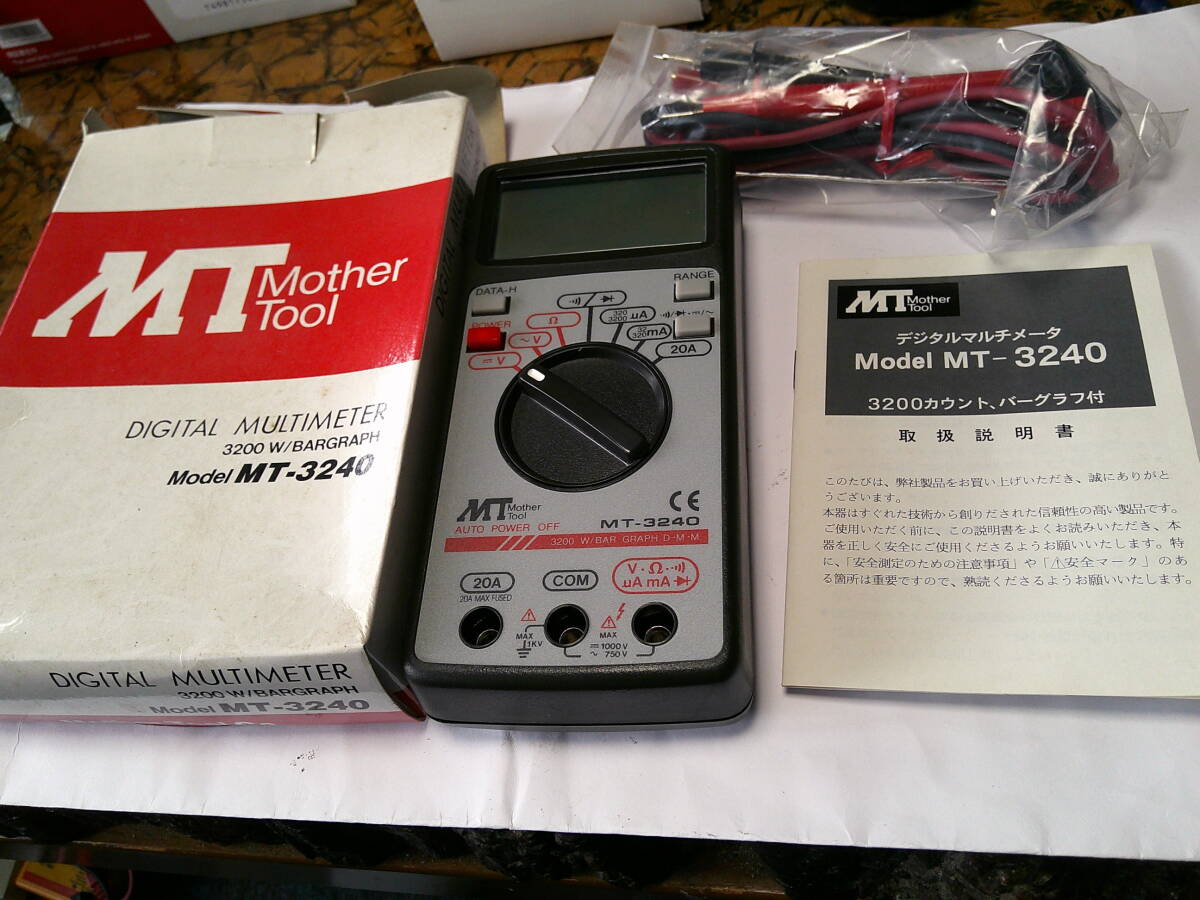 MT Mother
Tool
DIGITAL MULTIMETER
3200 W/BARGRAPH
Model MT-3240
DIGITAL MULTIMETER
3200 W/BARGRAPH
Model MT-3240
DATA-H
RANGE
POWER
Ω
320
3200 μA
32
320 mA
~V
⎓V
20A
MT Mother
Tool
CE
AUTO POWER OFF
MT-3240
3200 W/BAR GRAPH D-M-M
20A
COM
V·Ω·
μA mA
20A MAX FUSED
MAX
1KV
MAX
⎓ 1000 V
~ 750 V
MT Mother
Tool
デジタルマルチメータ
Model MT-3240
3200カウント、バーグラフ付
取扱説明書
このたびは、弊社製品をお買い上げいただき、誠にありがと
うございます。
本器はすぐれた技術から創りだされた信頼性の高い製品です。
ご使用いただく前に、この説明書をよくお読みいただき、本
器を正しく安全にご使用くださるようお願いいたします。特
に、「安全測定のための注意事項」や「⚠安全マーク」のあ
る箇所は重要ですので、熟読くださるようお願いいたします。